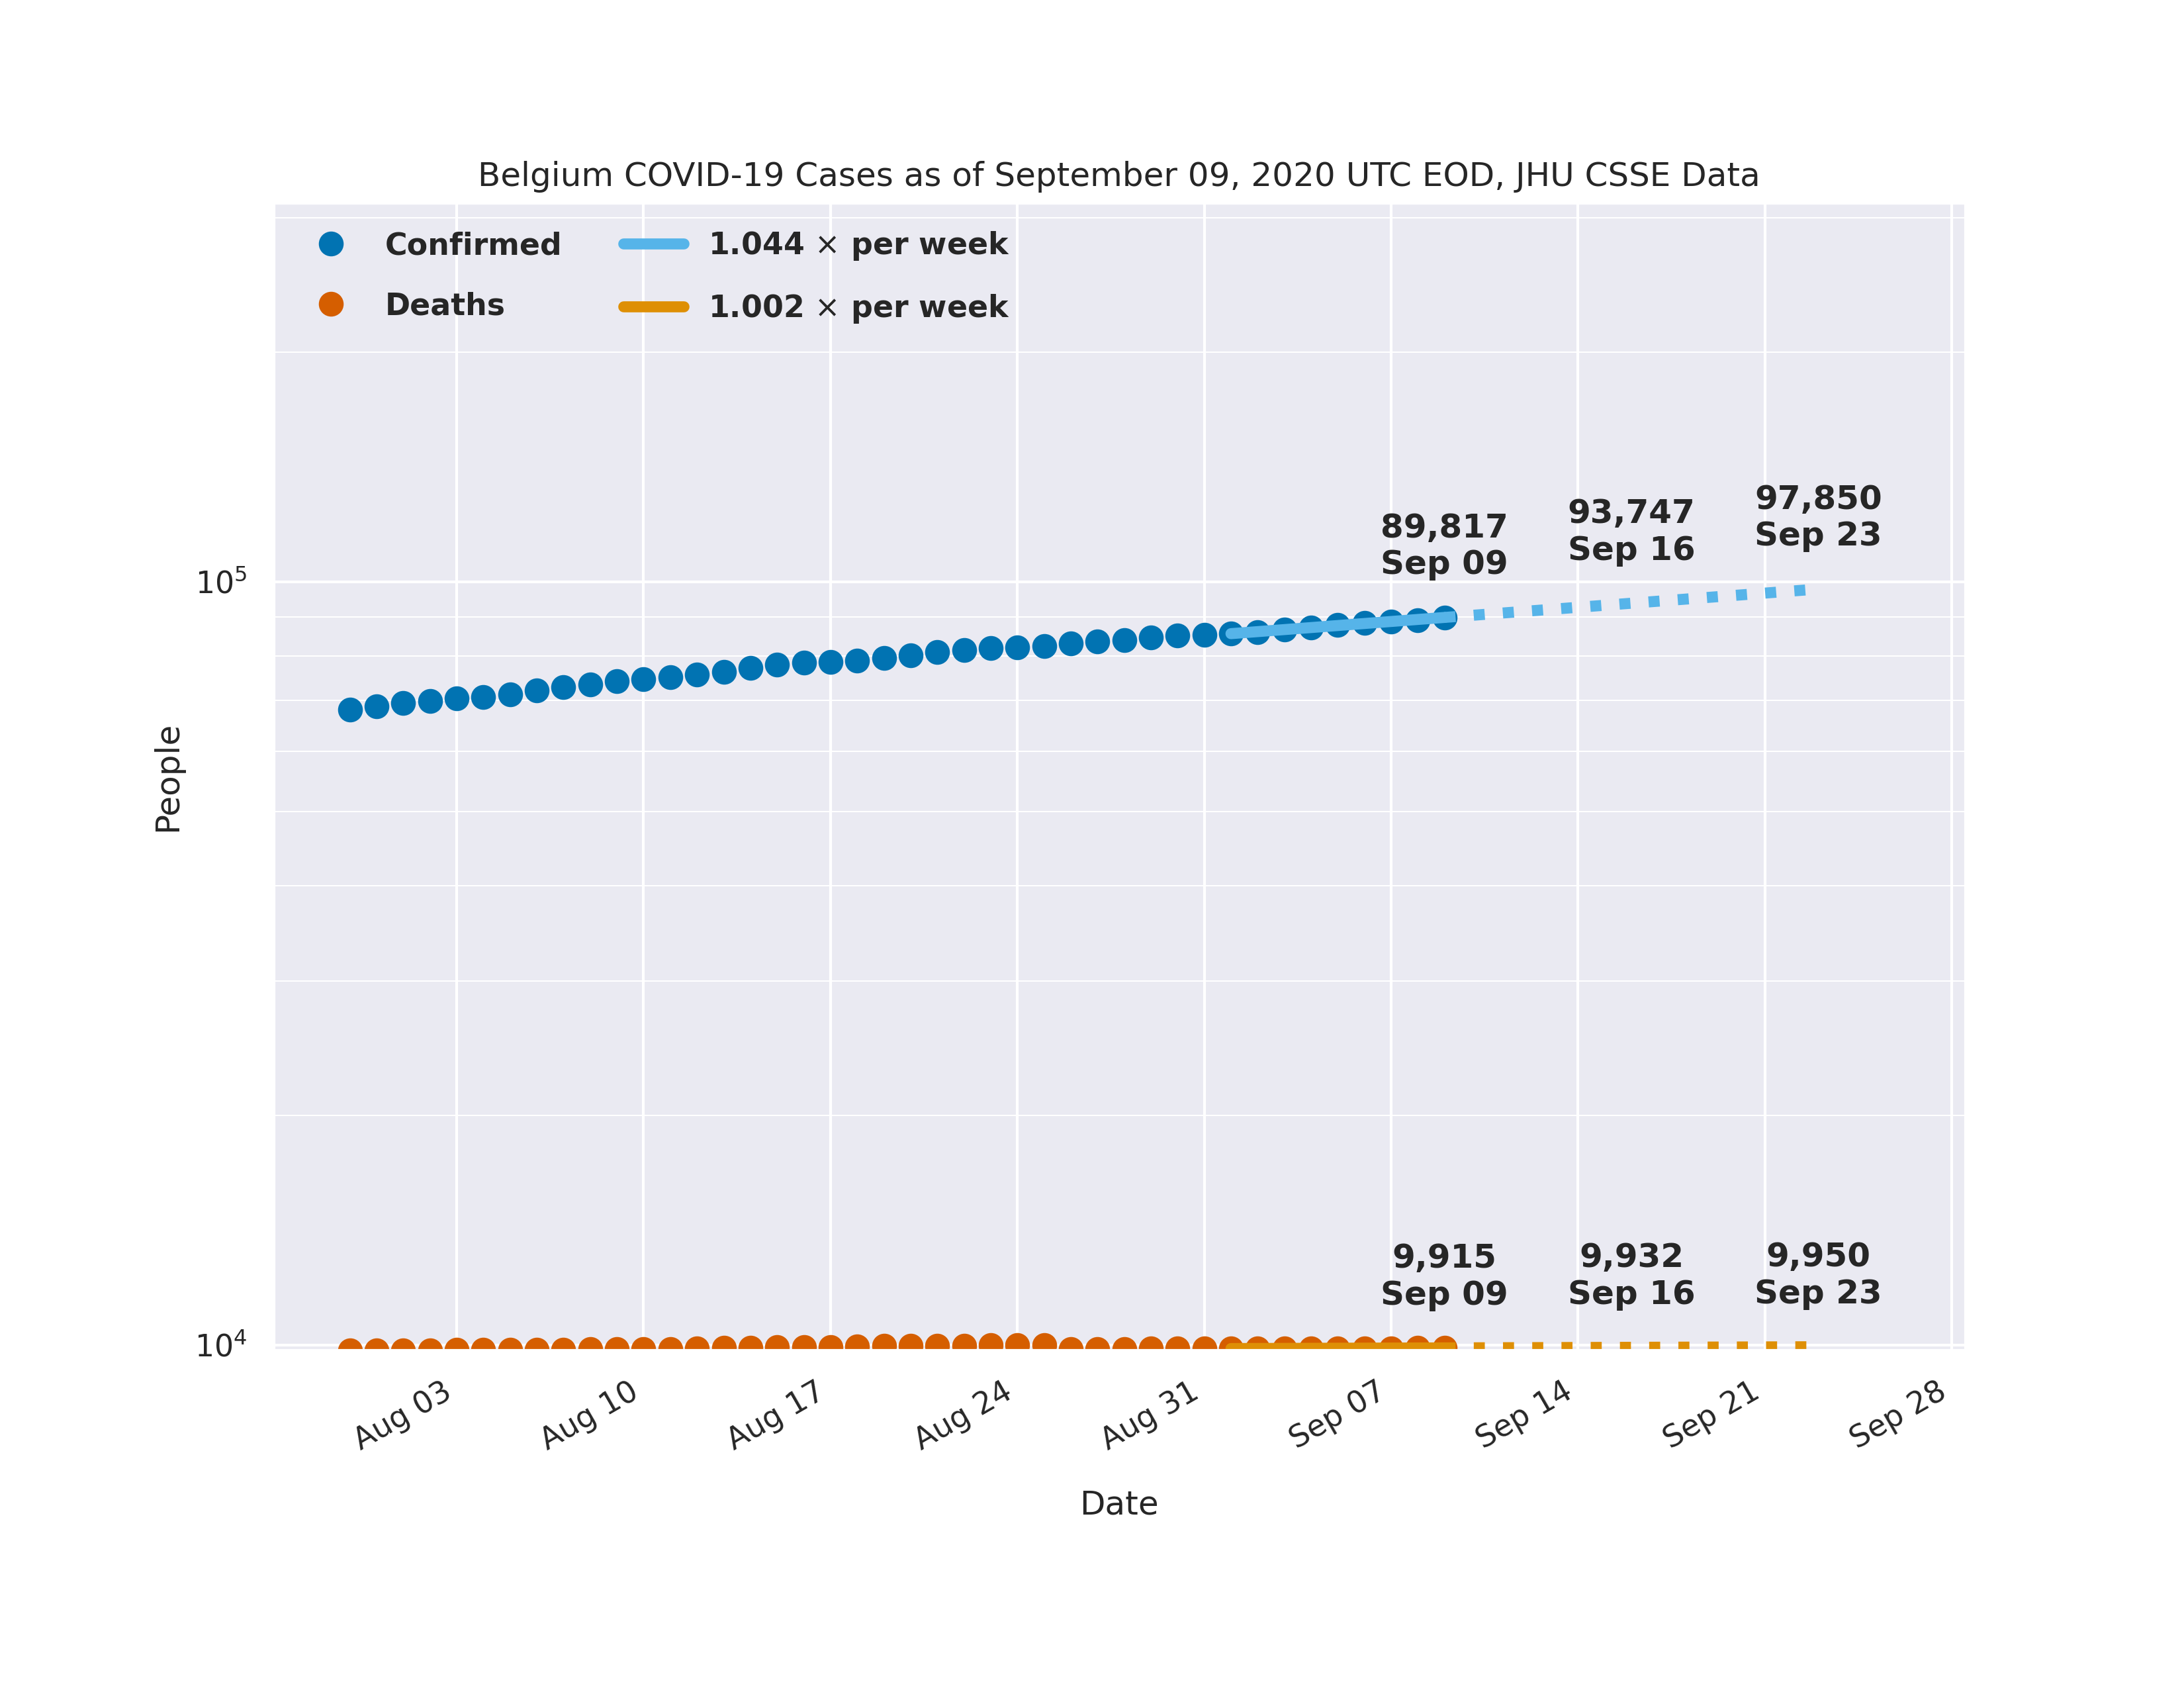 Belgium COVID-19 Cases as of September 09, 2020 UTC EOD, JHU CSSE Data
Confirmed
Deaths
1.044 × per week
1.002 × per week
89,817
Sep 09
93,747
Sep 16
97,850
Sep 23
10⁵
People
9,915
Sep 09
9,932
Sep 16
9,950
Sep 23
10⁴
Aug 03
Aug 10
Aug 17
Aug 24
Aug 31
Sep 07
Sep 14
Sep 21
Sep 28
Date